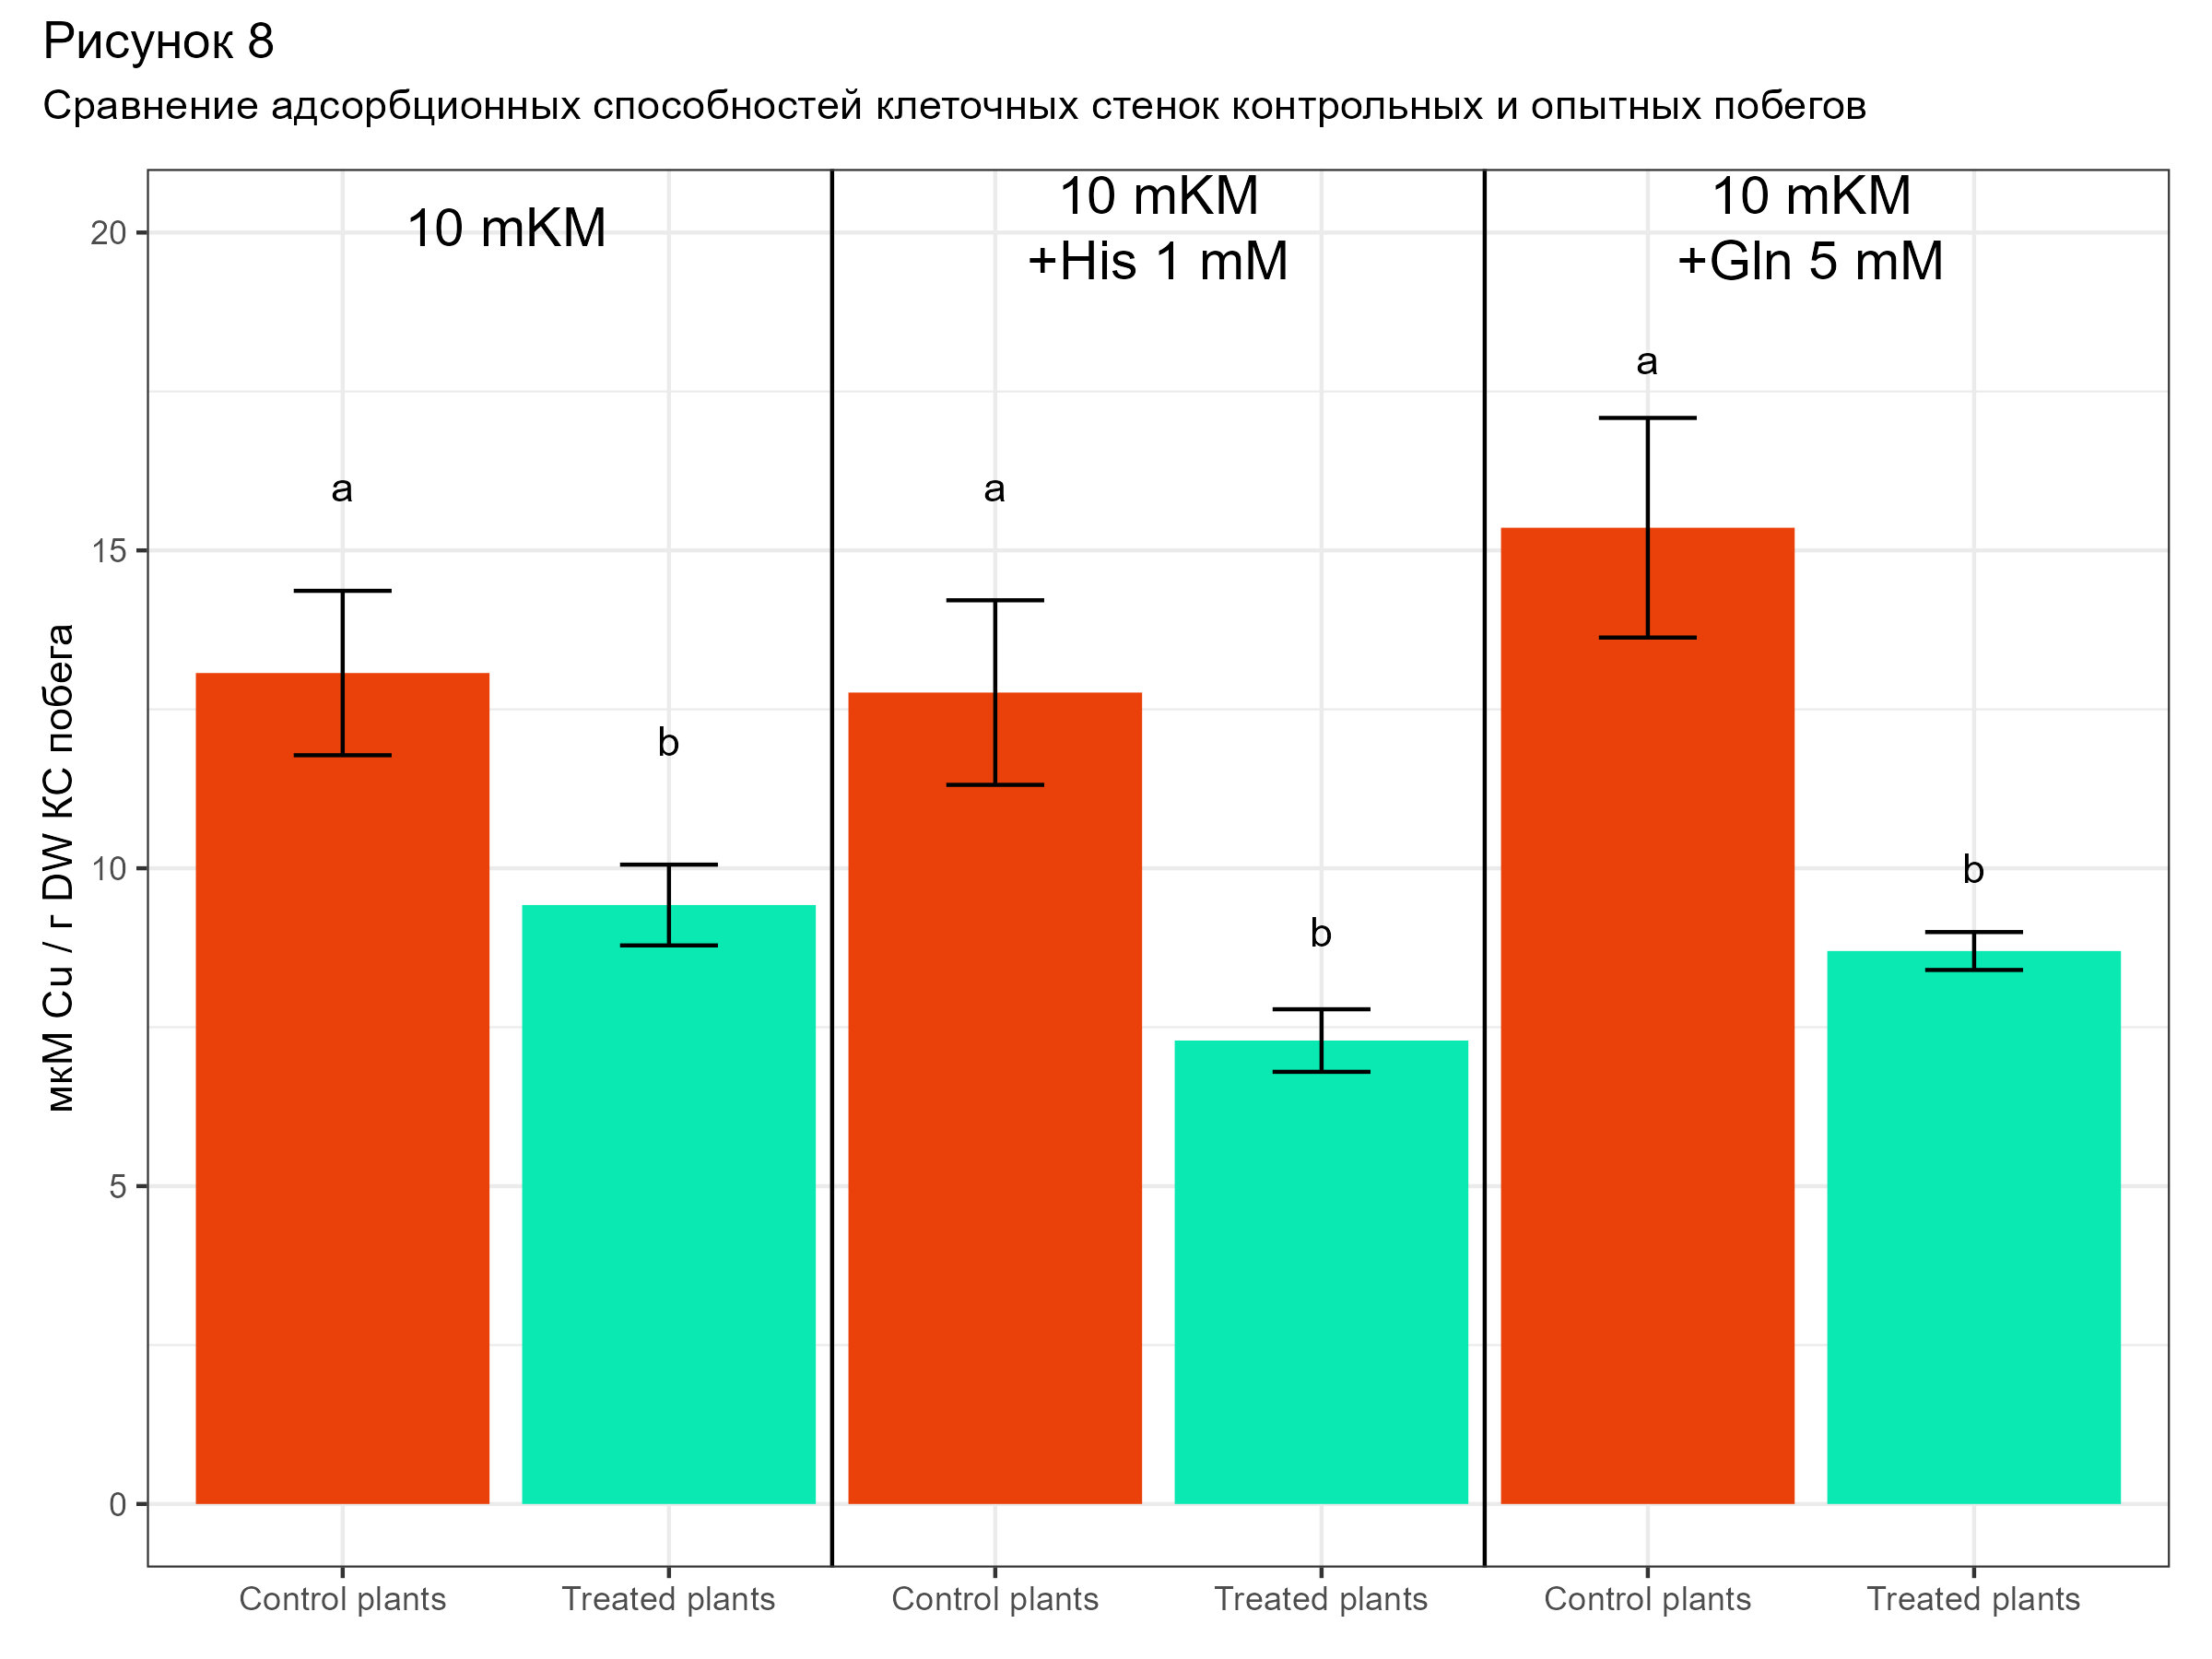 Рисунок 8
Сравнение адсорбционных способностей клеточных стенок контрольных и опытных побегов
мкМ Cu / г DW КС побега
20
15
10
5
0
10 mKM
a
b
10 mKM
+His 1 mM
a
b
10 mKM
+Gln 5 mM
a
b
Control plants
Treated plants
Control plants
Treated plants
Control plants
Treated plants